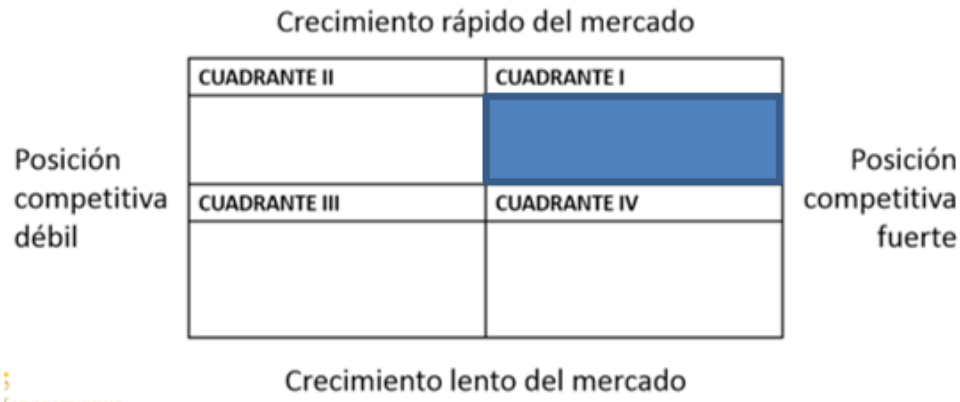 Crecimiento rápido del mercado
CUADRANTE II
CUADRANTE I
Posición
competitiva
débil
Posición
competitiva
fuerte
CUADRANTE III
CUADRANTE IV
Crecimiento lento del mercado